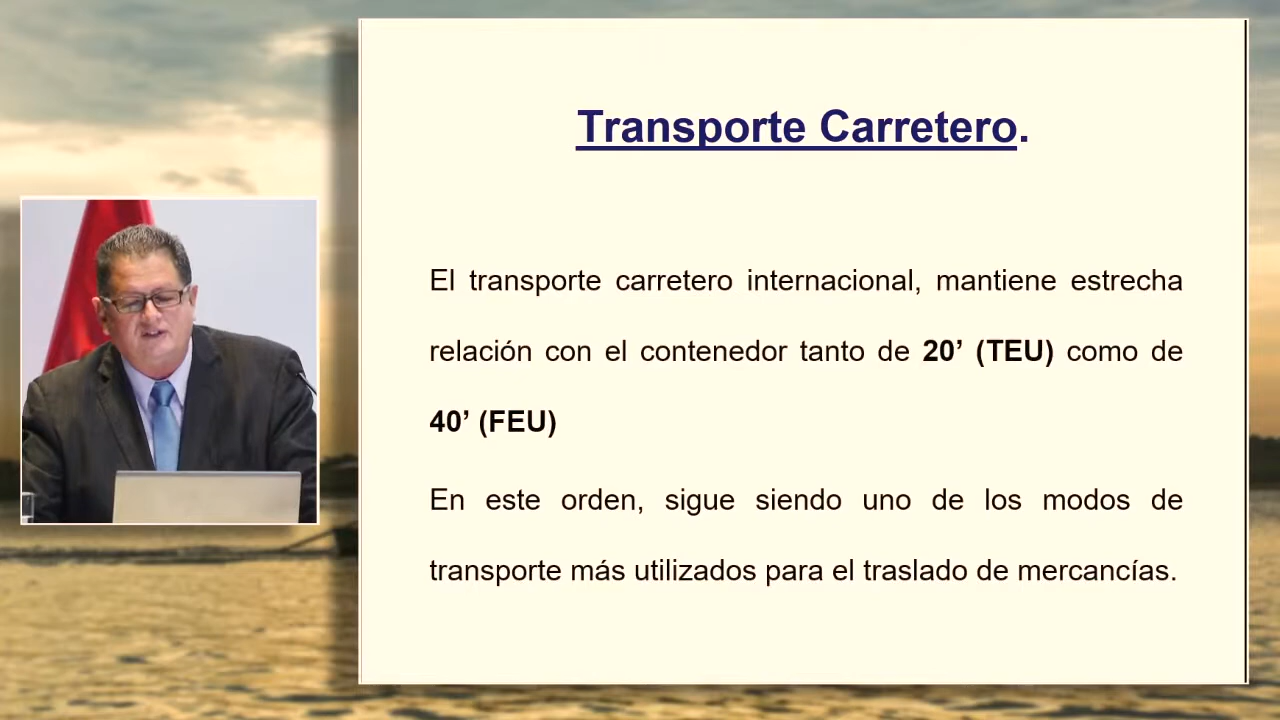 Transporte Carretero.
El transporte carretero internacional, mantiene estrecha
relación con el contenedor tanto de 20’ (TEU) como de
40’ (FEU)
En este orden, sigue siendo uno de los modos de
transporte más utilizados para el traslado de mercancías.